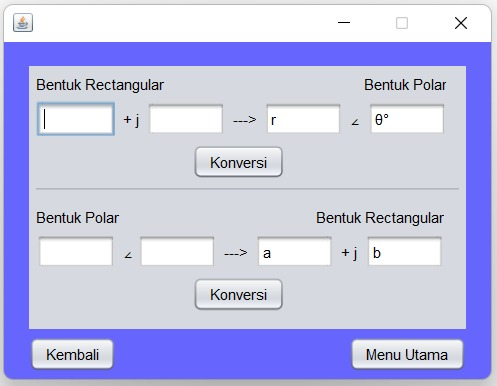 Bentuk Rectangular Bentuk Polar
+ j ---> r ∠ θ°
Konversi
Bentuk Polar Bentuk Rectangular
∠ ---> a + j b
Konversi
Kembali Menu Utama